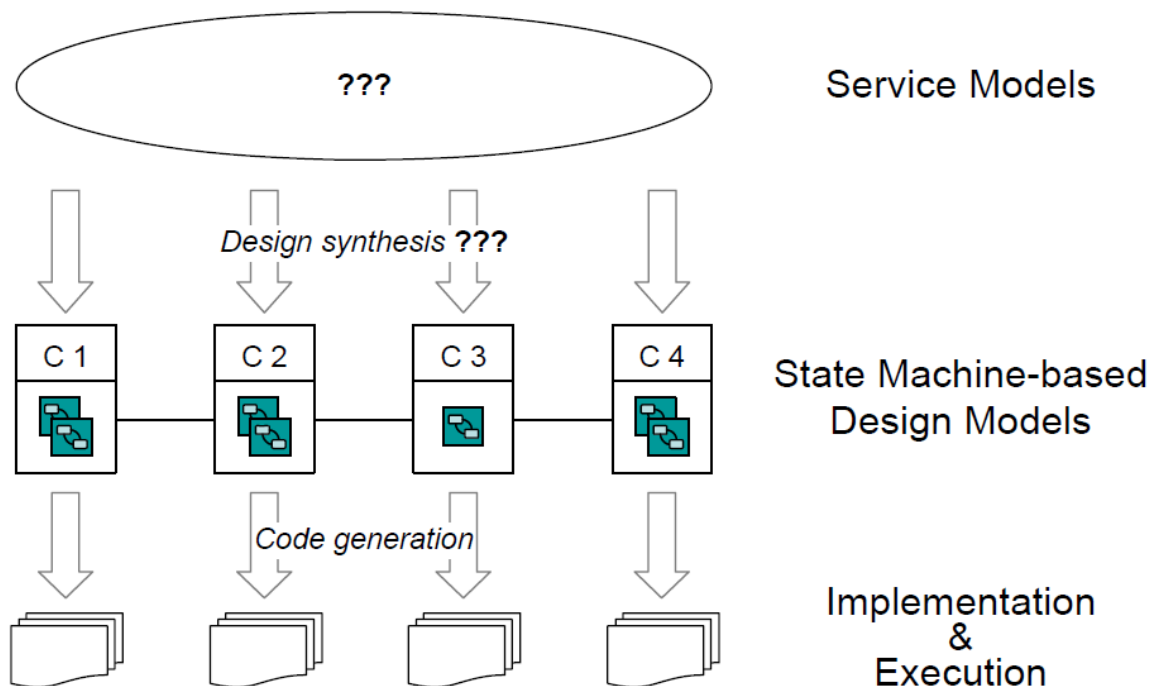 ???
Service Models
Design synthesis ???
C 1
C 2
C 3
C 4
State Machine-based
Design Models
Code generation
Implementation
&
Execution